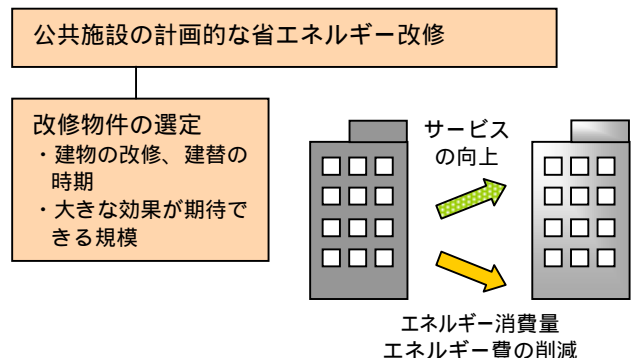 公共施設の計画的な省エネルギー改修
改修物件の選定
・建物の改修、建替の
時期
・大きな効果が期待で
きる規模
サービス
の向上
エネルギー消費量
エネルギー費の削減